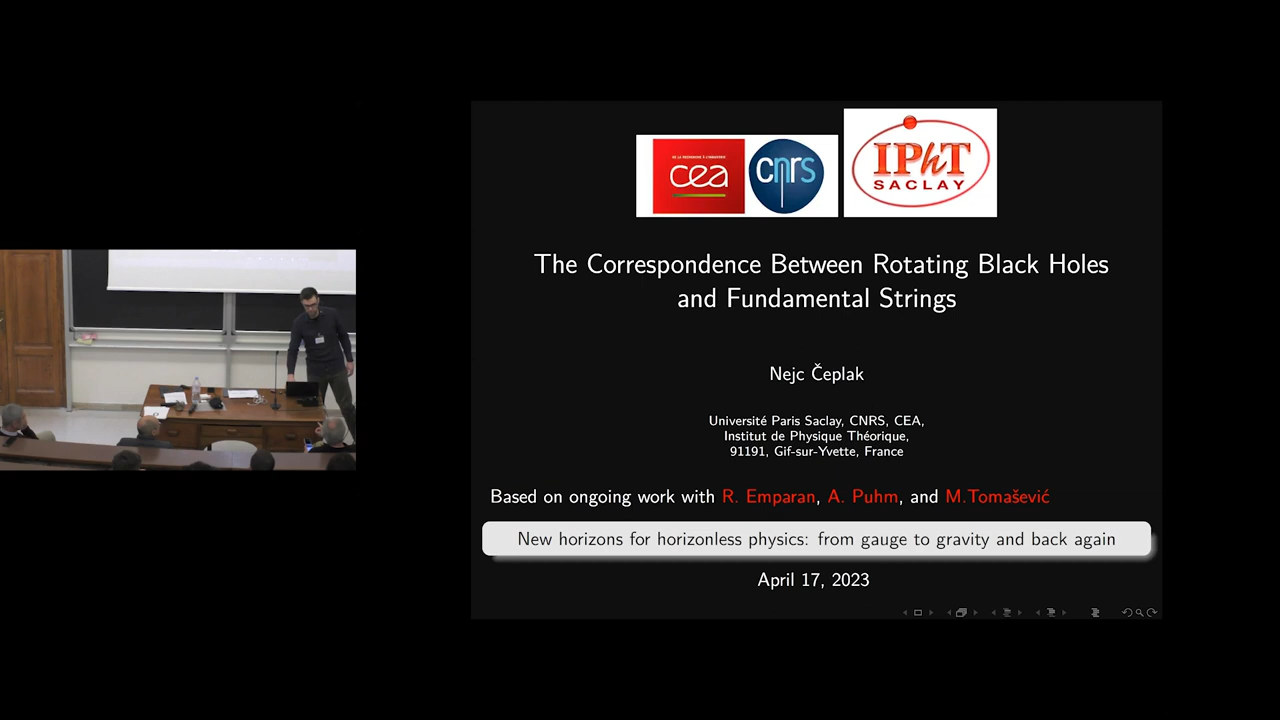 cea
cnrs
IPhT
SACLAY
The Correspondence Between Rotating Black Holes
and Fundamental Strings
Nejc Čeplak
Université Paris Saclay, CNRS, CEA,
Institut de Physique Théorique,
91191, Gif-sur-Yvette, France
Based on ongoing work with R. Emparan, A. Puhm, and M.Tomašević
New horizons for horizonless physics: from gauge to gravity and back again
April 17, 2023